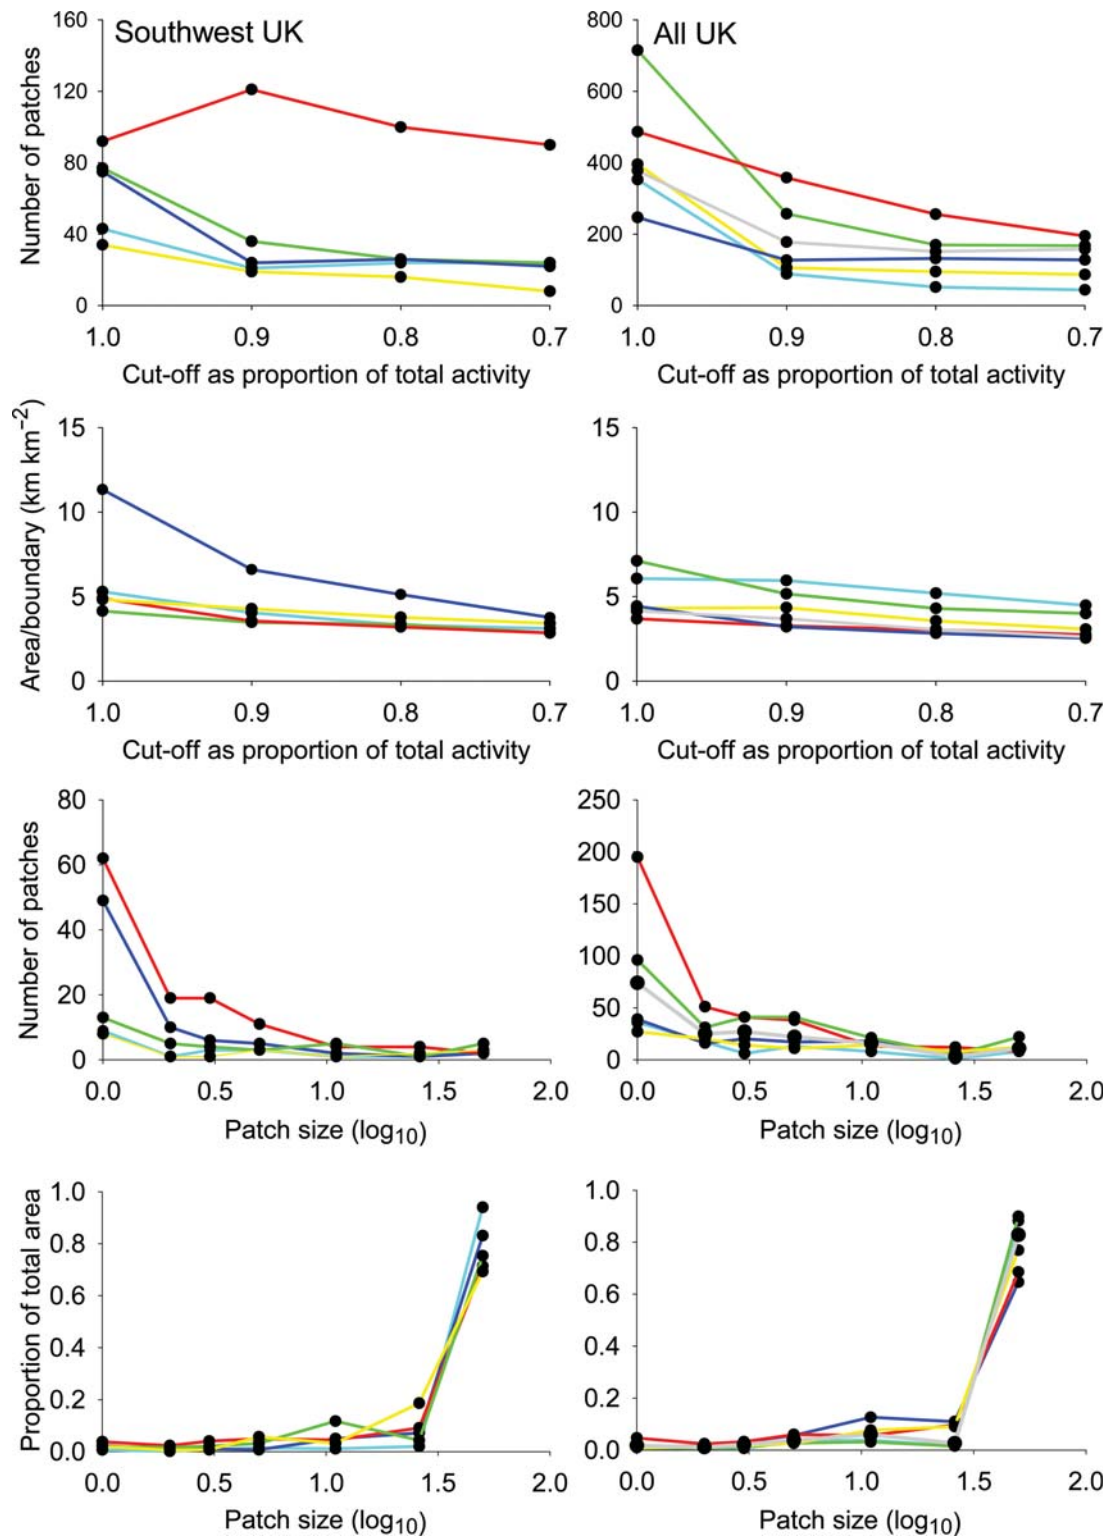 Southwest UK
Number of patches
160
120
80
40
0
1.0 0.9 0.8 0.7
Cut-off as proportion of total activity
All UK
800
600
400
200
0
1.0 0.9 0.8 0.7
Cut-off as proportion of total activity
Area/boundary (km km−2)
15
10
5
0
1.0 0.9 0.8 0.7
Cut-off as proportion of total activity
15
10
5
0
1.0 0.9 0.8 0.7
Cut-off as proportion of total activity
Number of patches
80
60
40
20
0
0.0 0.5 1.0 1.5 2.0
Patch size (log10)
250
200
150
100
50
0
0.0 0.5 1.0 1.5 2.0
Patch size (log10)
Proportion of total area
1.0
0.8
0.6
0.4
0.2
0.0
0.0 0.5 1.0 1.5 2.0
Patch size (log10)
1.0
0.8
0.6
0.4
0.2
0.0
0.0 0.5 1.0 1.5 2.0
Patch size (log10)